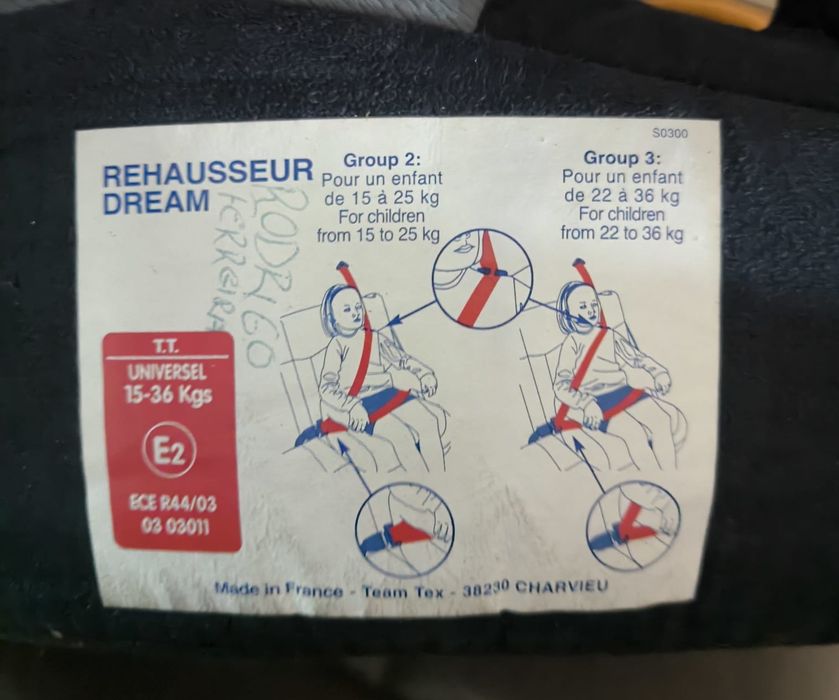 S0300
REHAUSSEUR
DREAM
RODRIGO
FERREIRA
Group 2:
Pour un enfant
de 15 à 25 kg
For children
from 15 to 25 kg
Group 3:
Pour un enfant
de 22 à 36 kg
For children
from 22 to 36 kg
T.T.
UNIVERSEL
15-36 Kgs
E2
ECE R44/03
03 03011
Made in France - Team Tex - 38230 CHARVIEU